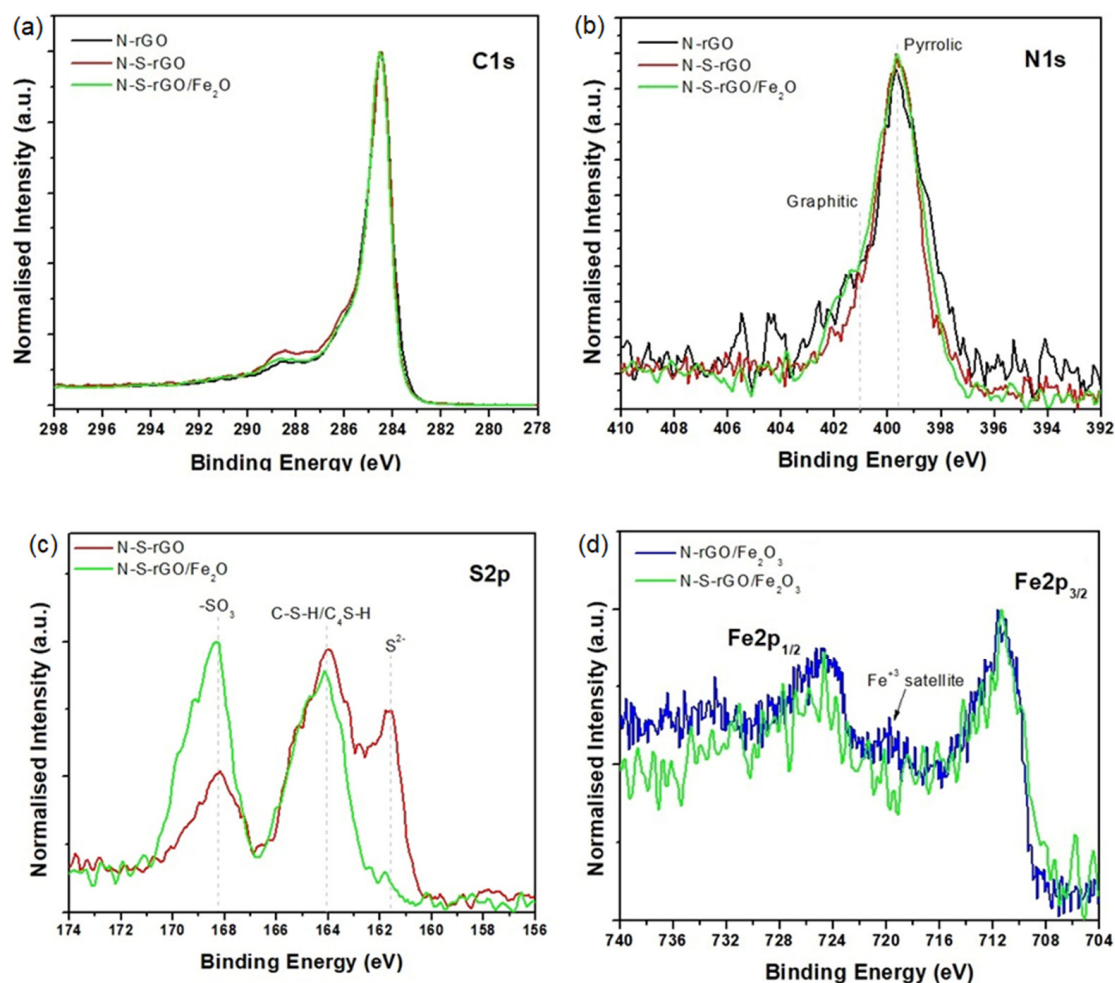 (a)
N-rGO
N-S-rGO
N-S-rGO/Fe₂O
C1s
Normalised Intensity (a.u.)
298 296 294 292 290 288 286 284 282 280 278
Binding Energy (eV)
(b)
N-rGO
N-S-rGO
N-S-rGO/Fe₂O
Pyrrolic
N1s
Graphitic
Normalised Intensity (a.u.)
410 408 406 404 402 400 398 396 394 392
Binding Energy (eV)
(c)
N-S-rGO
N-S-rGO/Fe₂O
S2p
-SO₃
C-S-H/C₄S-H
S²⁻
Normalised Intensity (a.u.)
174 172 170 168 166 164 162 160 158 156
Binding Energy (eV)
(d)
N-rGO/Fe₂O₃
N-S-rGO/Fe₂O₃
Fe2p₃/₂
Fe2p₁/₂
Fe⁺³ satellite
Normalised Intensity (a.u.)
740 736 732 728 724 720 716 712 708 704
Binding Energy (eV)